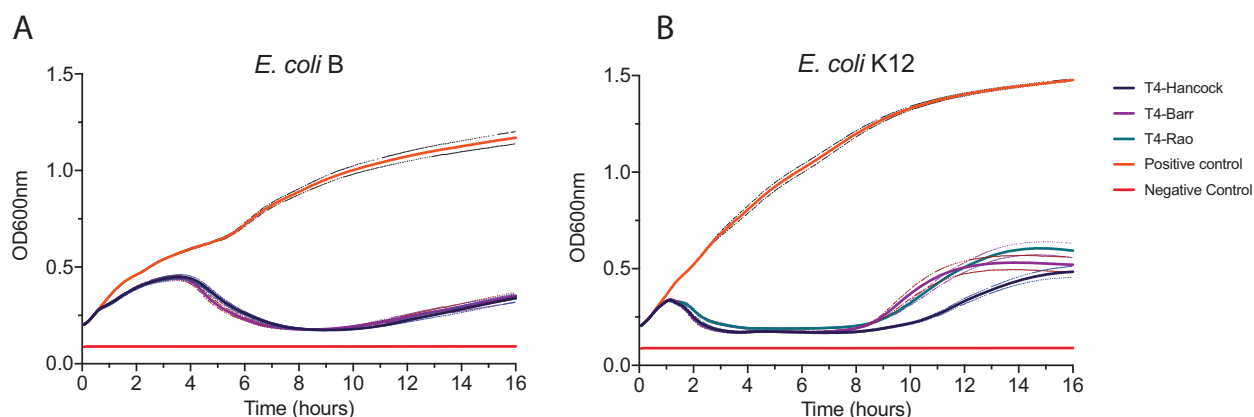 A
E. coli B
1.5
1.0
0.5
0.0
OD600nm
0 2 4 6 8 10 12 14 16
Time (hours)
B
E. coli K12
1.5
1.0
0.5
0.0
OD600nm
0 2 4 6 8 10 12 14 16
Time (hours)
T4-Hancock
T4-Barr
T4-Rao
Positive control
Negative Control